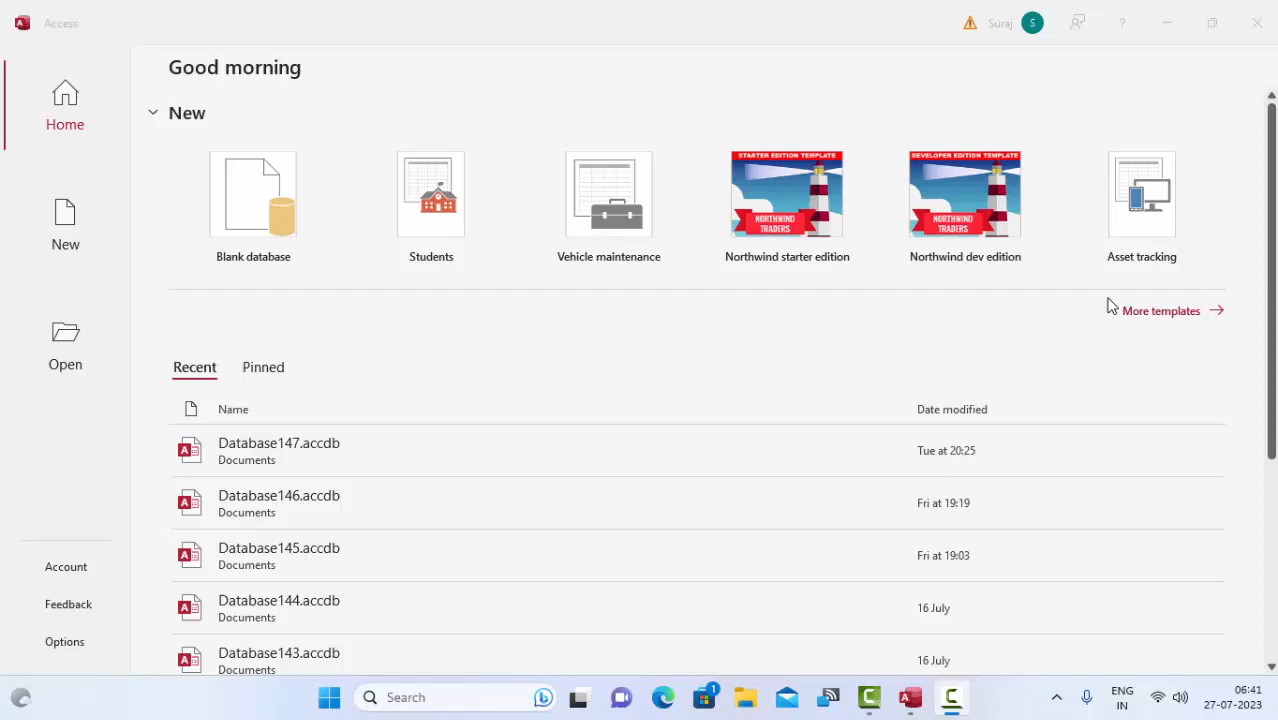 Access
Suraj S ?
Good morning
New
Home
New
Open
STARTER EDITION TEMPLATE
NORTHWIND
TRADERS
DEVELOPER EDITION TEMPLATE
NORTHWIND
TRADERS
Blank database
Students
Vehicle maintenance
Northwind starter edition
Northwind dev edition
Asset tracking
More templates
Recent Pinned
Name Date modified
Database147.accdb
Documents
Tue at 20:25
Database146.accdb
Documents
Fri at 19:19
Database145.accdb
Documents
Fri at 19:03
Database144.accdb
Documents
16 July
Database143.accdb
Documents
16 July
Account
Feedback
Options
Search
1
ENG
IN
06:41
27-07-2023